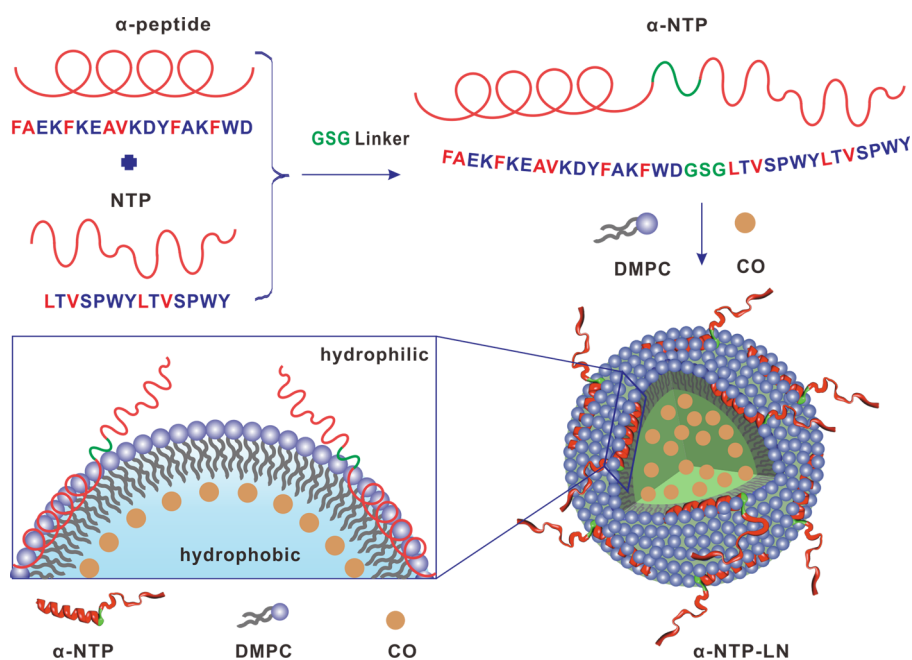 α-peptide
FAEKFKEAVKDYFAKFWD
NTP
LTVSPWYLTVSPWY
GSG Linker
α-NTP
FAEKFKEAVKDYFAKFWDGSGLTVSPWYLTVSPWY
DMPC
CO
hydrophilic
hydrophobic
α-NTP
DMPC
CO
α-NTP-LN